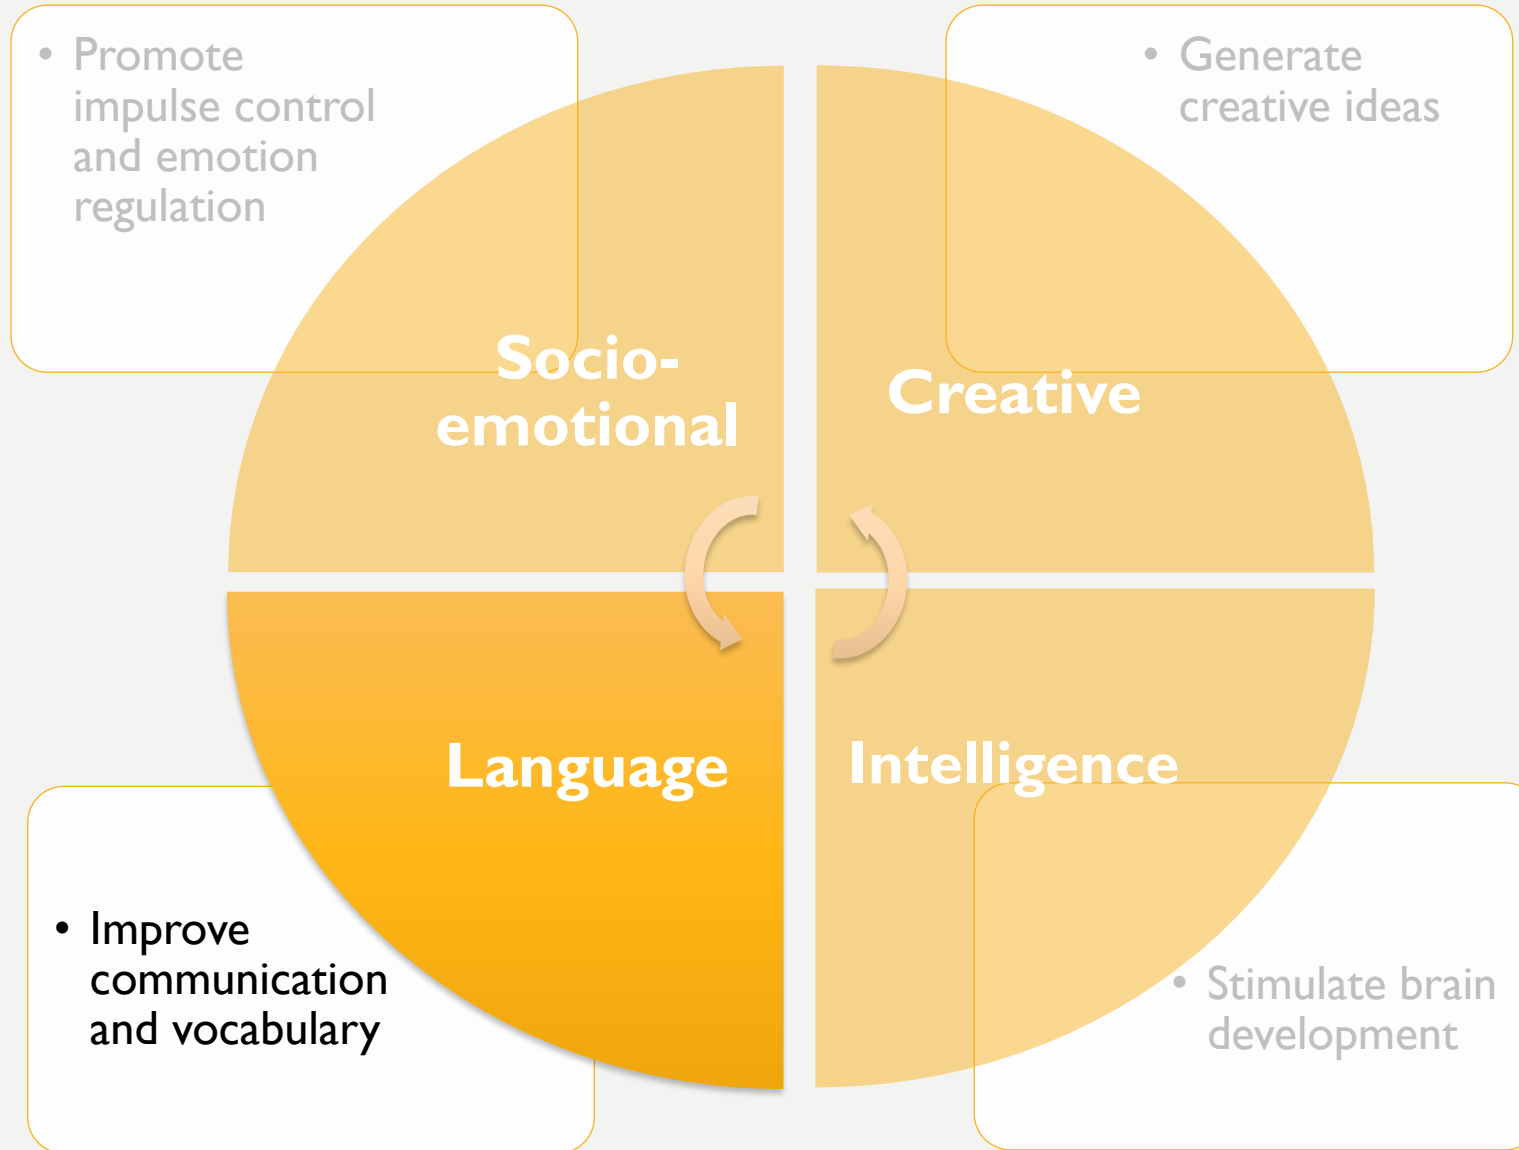 • Promote
impulse control
and emotion
regulation
• Generate
creative ideas
Socio-
emotional
Creative
Language
Intelligence
• Improve
communication
and vocabulary
• Stimulate brain
development